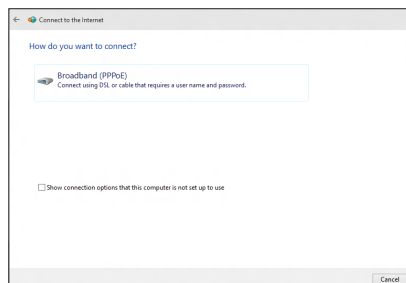 Connect to the Internet
How do you want to connect?
Broadband (PPPoE)
Connect using DSL or cable that requires a user name and password.
Show connection options that this computer is not set up to use
Cancel